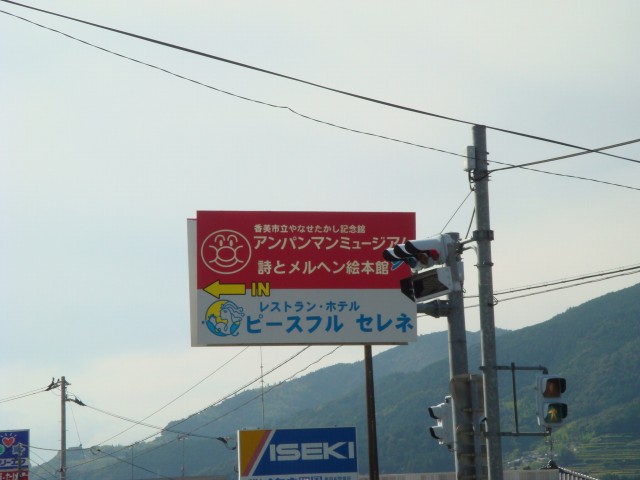 香美市立やなせたかし記念館
アンパンマンミュージアム
詩とメルヘン絵本館
IN
レストラン・ホテル
ピースフル セレネ
ISEKI